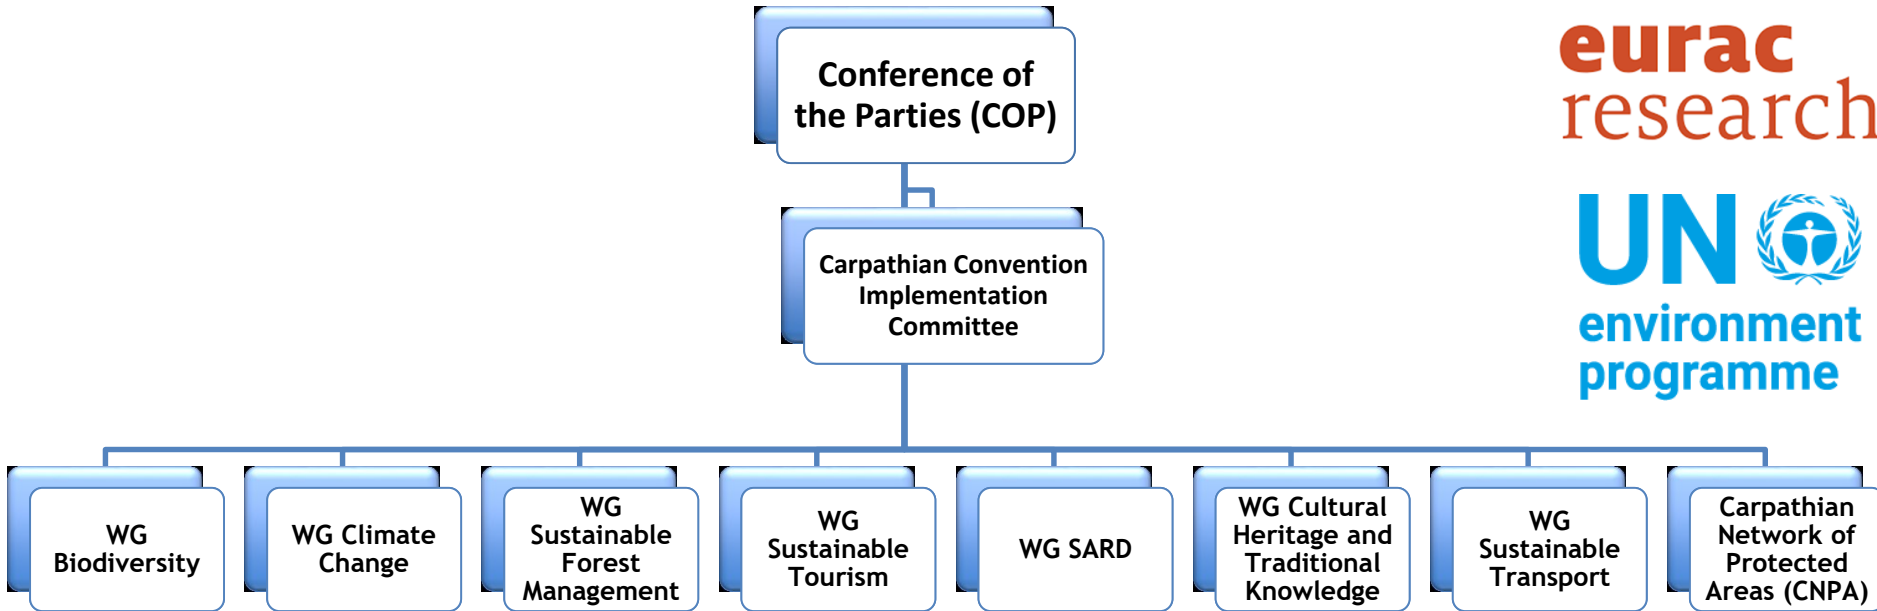 Conference of
the Parties (COP)
eurac
research
UN
environment
programme
Carpathian Convention
Implementation
Committee
WG
Biodiversity
WG Climate
Change
WG
Sustainable
Forest
Management
WG
Sustainable
Tourism
WG SARD
WG Cultural
Heritage and
Traditional
Knowledge
WG
Sustainable
Transport
Carpathian
Network of
Protected
Areas (CNPA)